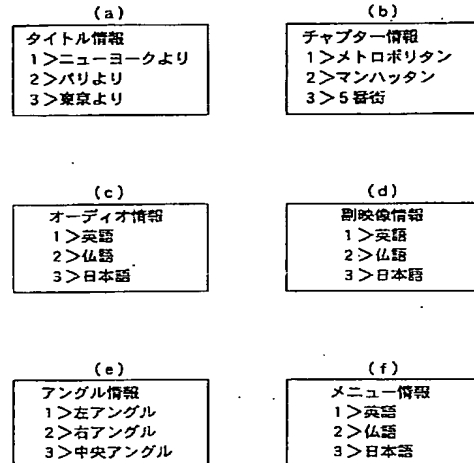 (a)
タイトル情報
1>ニューヨークより
2>パリより
3>東京より
(b)
チャプター情報
1>メトロポリタン
2>マンハッタン
3>5番街
(c)
オーディオ情報
1>英語
2>仏語
3>日本語
(d)
副映像情報
1>英語
2>仏語
3>日本語
(e)
アングル情報
1>左アングル
2>右アングル
3>中央アングル
(f)
メニュー情報
1>英語
2>仏語
3>日本語